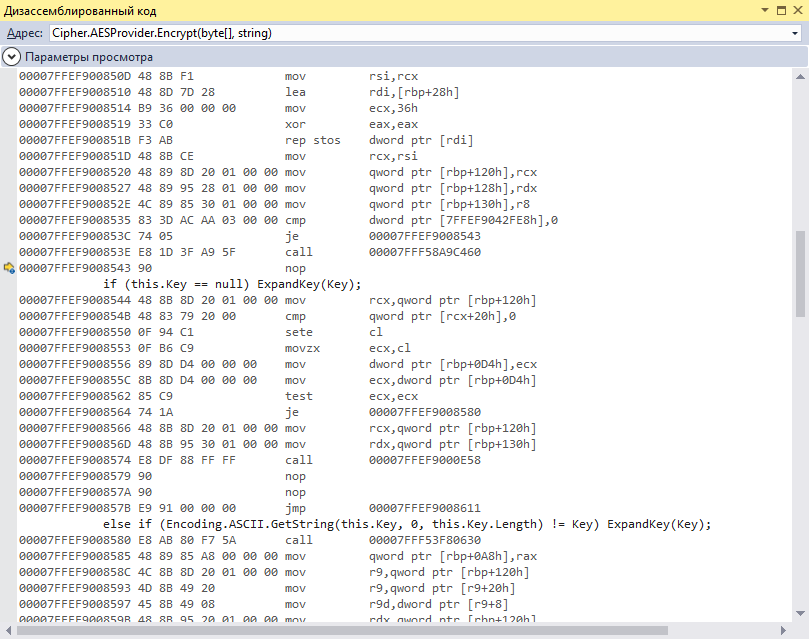 Дизассемблированный код
Адрес: Cipher.AESProvider.Encrypt(byte[], string)
Параметры просмотра
00007FFEF900850D 48 8B F1 mov rsi,rcx
00007FFEF9008510 48 8D 7D 28 lea rdi,[rbp+28h]
00007FFEF9008514 B9 36 00 00 00 mov ecx,36h
00007FFEF9008519 33 C0 xor eax,eax
00007FFEF900851B F3 AB rep stos dword ptr [rdi]
00007FFEF900851D 48 8B CE mov rcx,rsi
00007FFEF9008520 48 89 8D 20 01 00 00 mov qword ptr [rbp+120h],rcx
00007FFEF9008527 48 89 95 28 01 00 00 mov qword ptr [rbp+128h],rdx
00007FFEF900852E 4C 89 85 30 01 00 00 mov qword ptr [rbp+130h],r8
00007FFEF9008535 83 3D AC AA 03 00 00 cmp dword ptr [7FFEF9042FE8h],0
00007FFEF900853C 74 05 je 00007FFEF9008543
00007FFEF900853E E8 1D 3F A9 5F call 00007FFF58A9C460
00007FFEF9008543 90 nop
if (this.Key == null) ExpandKey(Key);
00007FFEF9008544 48 8B 8D 20 01 00 00 mov rcx,qword ptr [rbp+120h]
00007FFEF900854B 48 83 79 20 00 cmp qword ptr [rcx+20h],0
00007FFEF9008550 0F 94 C1 sete cl
00007FFEF9008553 0F B6 C9 movzx ecx,cl
00007FFEF9008556 89 8D D4 00 00 00 mov dword ptr [rbp+0D4h],ecx
00007FFEF900855C 8B 8D D4 00 00 00 mov ecx,dword ptr [rbp+0D4h]
00007FFEF9008562 85 C9 test ecx,ecx
00007FFEF9008564 74 1A je 00007FFEF9008580
00007FFEF9008566 48 8B 8D 20 01 00 00 mov rcx,qword ptr [rbp+120h]
00007FFEF900856D 48 8B 95 30 01 00 00 mov rdx,qword ptr [rbp+130h]
00007FFEF9008574 E8 DF 88 FF FF call 00007FFEF9000E58
00007FFEF9008579 90 nop
00007FFEF900857A 90 nop
00007FFEF900857B E9 91 00 00 00 jmp 00007FFEF9008611
else if (Encoding.ASCII.GetString(this.Key, 0, this.Key.Length) != Key) ExpandKey(Key);
00007FFEF9008580 E8 AB 80 F7 5A call 00007FFF53F80630
00007FFEF9008585 48 89 85 A8 00 00 00 mov qword ptr [rbp+0A8h],rax
00007FFEF900858C 4C 8B 8D 20 01 00 00 mov r9,qword ptr [rbp+120h]
00007FFEF9008593 4D 8B 49 20 mov r9,qword ptr [r9+20h]
00007FFEF9008597 45 8B 49 08 mov r9d,dword ptr [r9+8]
00007FFEF900859B 48 8B 95 20 01 00 00 mov rdx,qword ptr [rbp+120h]